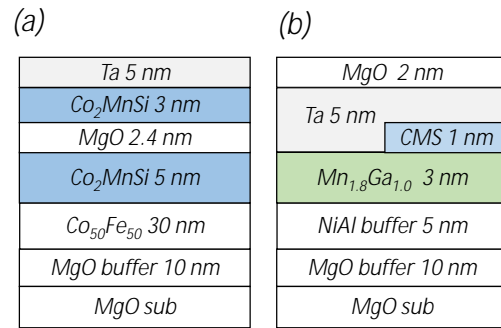 (a)
Ta 5 nm
Co₂MnSi 3 nm
MgO 2.4 nm
Co₂MnSi 5 nm
Co₅₀Fe₅₀ 30 nm
MgO buffer 10 nm
MgO sub
(b)
MgO 2 nm
Ta 5 nm
CMS 1 nm
Mn₁.₈Ga₁.₀ 3 nm
NiAl buffer 5 nm
MgO buffer 10 nm
MgO sub